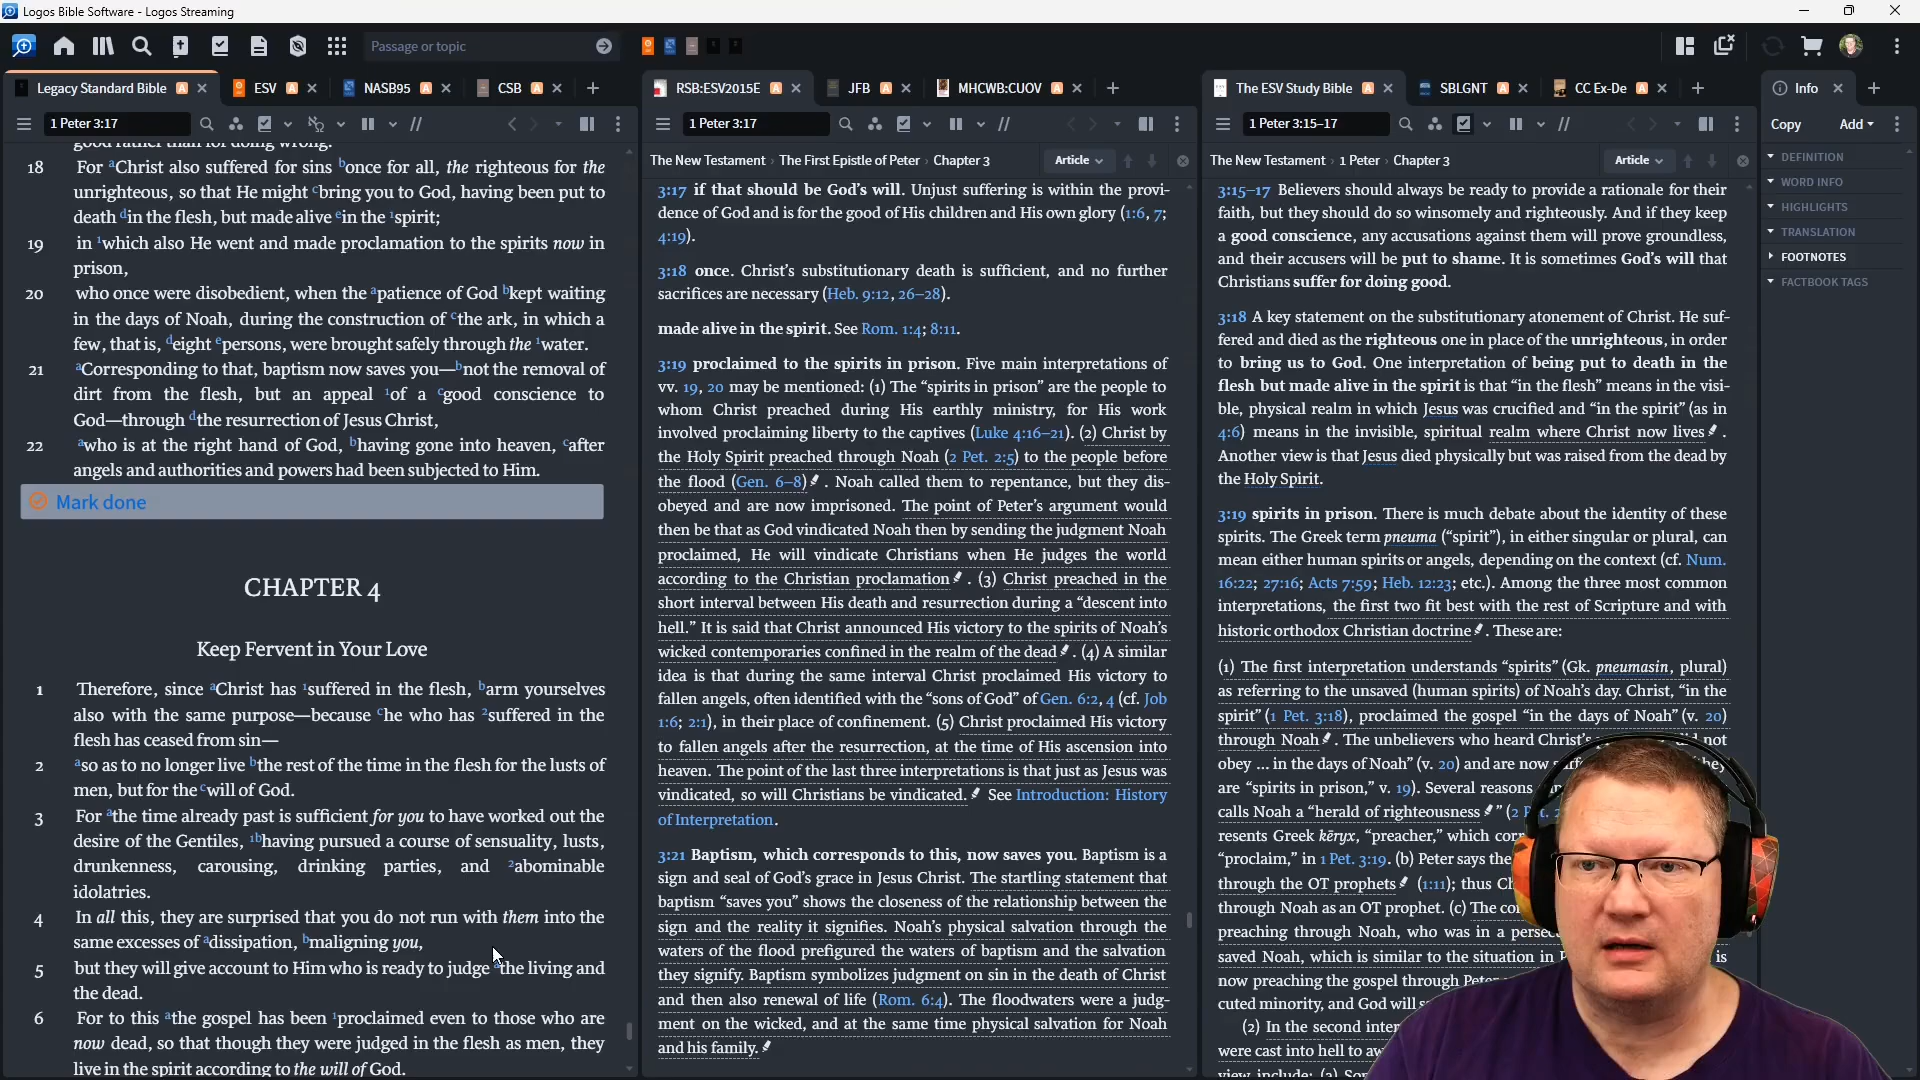 Logos Bible Software - Logos Streaming
Passage or topic
Legacy Standard Bible A
ESV A
NASB95 A
CSB A
1 Peter 3:17
good rather than for doing wrong.
18 For aChrist also suffered for sins bonce for all, the righteous for the
unrighteous, so that He might cbring you to God, having been put to
death din the flesh, but made alive ein the 1spirit;
19 in 1which also He went and made proclamation to the spirits now in
prison,
20 who once were disobedient, when the apatience of God bkept waiting
in the days of Noah, during the construction of cthe ark, in which a
few, that is, deight epersons, were brought safely through the 1water.
21 aCorresponding to that, baptism now saves you—bnot the removal of
dirt from the flesh, but an appeal 1of a cgood conscience to
God—through dthe resurrection of Jesus Christ,
22 awho is at the right hand of God, bhaving gone into heaven, cafter
angels and authorities and powers had been subjected to Him.
Mark done
CHAPTER 4
Keep Fervent in Your Love
1 Therefore, since aChrist has 1suffered in the flesh, barm yourselves
also with the same purpose—because che who has 2suffered in the
flesh has ceased from sin—
2 aso as to no longer live bthe rest of the time in the flesh for the lusts of
men, but for the cwill of God.
3 For athe time already past is sufficient for you to have worked out the
desire of the Gentiles, 1bhaving pursued a course of sensuality, lusts,
drunkenness, carousing, drinking parties, and 2abominable
idolatries.
4 In all this, they are surprised that you do not run with them into the
same excesses of adissipation, bmaligning you,
5 but they will give account to Him who is ready to judge athe living and
the dead.
6 For to this athe gospel has been 1proclaimed even to those who are
now dead, so that though they were judged in the flesh as men, they
live in the spirit according to the will of God.
RSB:ESV2015E A
JFB A
MHCWB:CUOV A
1 Peter 3:17
The New Testament › The First Epistle of Peter › Chapter 3
Article
3:17 if that should be God’s will. Unjust suffering is within the provi-
dence of God and is for the good of His children and His own glory (1:6, 7;
4:19).
3:18 once. Christ’s substitutionary death is sufficient, and no further
sacrifices are necessary (Heb. 9:12, 26–28).
made alive in the spirit. See Rom. 1:4; 8:11.
3:19 proclaimed to the spirits in prison. Five main interpretations of
vv. 19, 20 may be mentioned: (1) The “spirits in prison” are the people to
whom Christ preached during His earthly ministry, for His work
involved proclaiming liberty to the captives (Luke 4:16–21). (2) Christ by
the Holy Spirit preached through Noah (2 Pet. 2:5) to the people before
the flood (Gen. 6–8). Noah called them to repentance, but they dis-
obeyed and are now imprisoned. The point of Peter’s argument would
then be that as God vindicated Noah then by sending the judgment Noah
proclaimed, He will vindicate Christians when He judges the world
according to the Christian proclamation. (3) Christ preached in the
short interval between His death and resurrection during a “descent into
hell.” It is said that Christ announced His victory to the spirits of Noah’s
wicked contemporaries confined in the realm of the dead. (4) A similar
idea is that during the same interval Christ proclaimed His victory to
fallen angels, often identified with the “sons of God” of Gen. 6:2, 4 (cf. Job
1:6; 2:1), in their place of confinement. (5) Christ proclaimed His victory
to fallen angels after the resurrection, at the time of His ascension into
heaven. The point of the last three interpretations is that just as Jesus was
vindicated, so will Christians be vindicated. See Introduction: History
of Interpretation.
3:21 Baptism, which corresponds to this, now saves you. Baptism is a
sign and seal of God’s grace in Jesus Christ. The startling statement that
baptism “saves you” shows the closeness of the relationship between the
sign and the reality it signifies. Noah’s physical salvation through the
waters of the flood prefigured the waters of baptism and the salvation
they signify. Baptism symbolizes judgment on sin in the death of Christ
and then also renewal of life (Rom. 6:4). The floodwaters were a judg-
ment on the wicked, and at the same time physical salvation for Noah
and his family.
The ESV Study Bible A
SBLGNT A
CC Ex-De A
1 Peter 3:15–17
The New Testament › 1 Peter › Chapter 3
Article
3:15–17 Believers should always be ready to provide a rationale for their
faith, but they should do so winsomely and righteously. And if they keep
a good conscience, any accusations against them will prove groundless,
and their accusers will be put to shame. It is sometimes God’s will that
Christians suffer for doing good.
3:18 A key statement on the substitutionary atonement of Christ. He suf-
fered and died as the righteous one in place of the unrighteous, in order
to bring us to God. One interpretation of being put to death in the
flesh but made alive in the spirit is that “in the flesh” means in the visi-
ble, physical realm in which Jesus was crucified and “in the spirit” (as in
4:6) means in the invisible, spiritual realm where Christ now lives.
Another view is that Jesus died physically but was raised from the dead by
the Holy Spirit.
3:19 spirits in prison. There is much debate about the identity of these
spirits. The Greek term pneuma (“spirit”), in either singular or plural, can
mean either human spirits or angels, depending on the context (cf. Num.
16:22; 27:16; Acts 7:59; Heb. 12:23; etc.). Among the three most common
interpretations, the first two fit best with the rest of Scripture and with
historic orthodox Christian doctrine. These are:
(1) The first interpretation understands “spirits” (Gk. pneumasin, plural)
as referring to the unsaved (human spirits) of Noah’s day. Christ, “in the
spirit” (1 Pet. 3:18), proclaimed the gospel “in the days of Noah” (v. 20)
through Noah. The unbelievers who heard Christ’s not
obey … in the days of Noah” (v. 20) and are now
are “spirits in prison,” v. 19). Several reasons
calls Noah a “herald of righteousness” (2
resents Greek kēryx, “preacher,” which
“proclaim,” in 1 Pet. 3:19. (b) Peter says the
through the OT prophets (1:11); thus
through Noah as an OT prophet. (c) The
preaching through Noah, who was in a
saved Noah, which is similar to the situation in is
now preaching the gospel through
cuted minority, and God will
(2) In the second
were cast into hell to
view include: (a)
Info
Copy Add
DEFINITION
WORD INFO
HIGHLIGHTS
TRANSLATION
FOOTNOTES
FACTBOOK TAGS